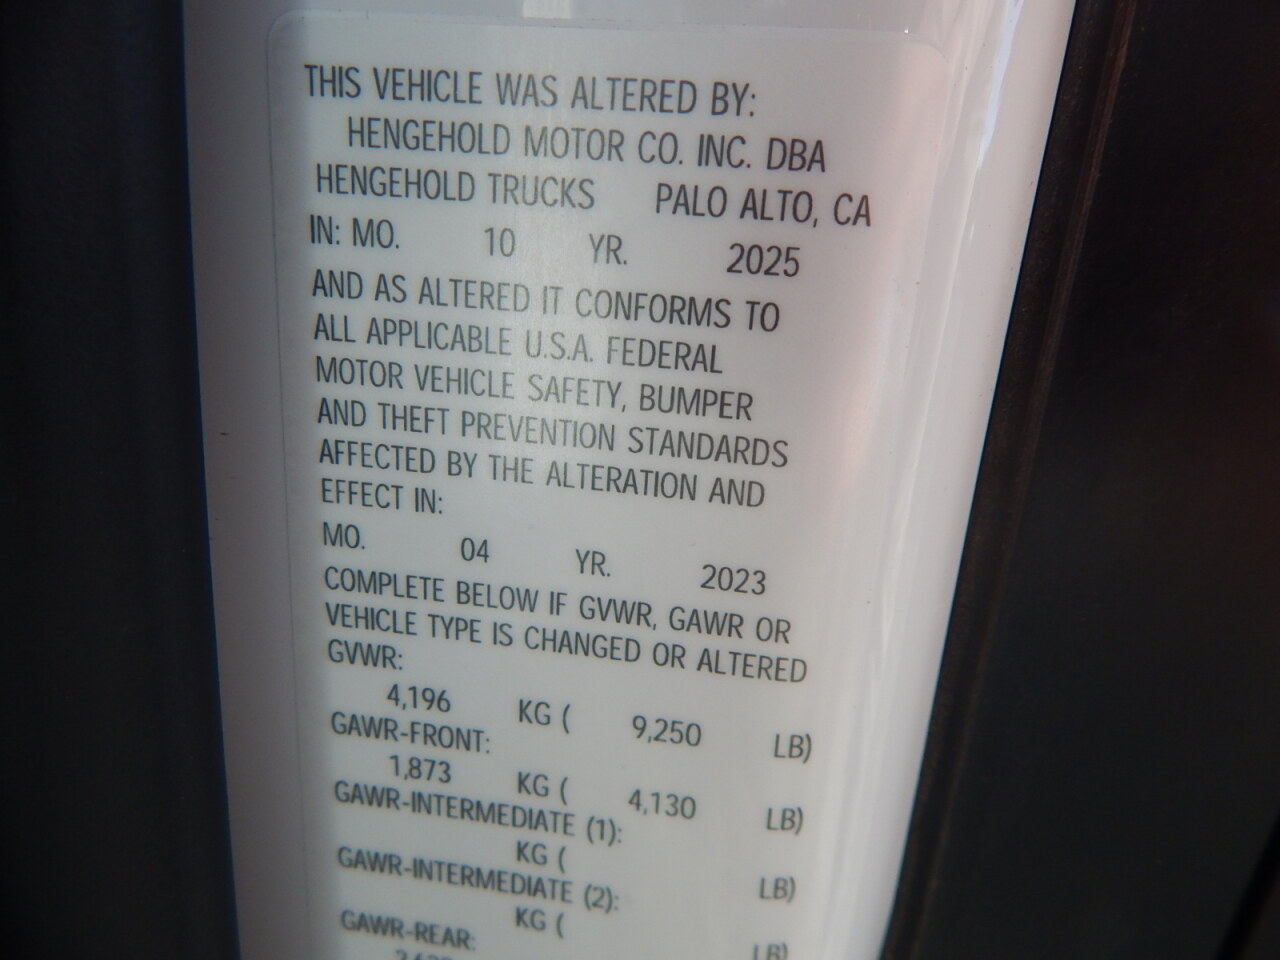 THIS VEHICLE WAS ALTERED BY:
HENGEHOLD MOTOR CO. INC. DBA
HENGEHOLD TRUCKS PALO ALTO, CA
IN: MO. 10 YR. 2025
AND AS ALTERED IT CONFORMS TO
ALL APPLICABLE U.S.A. FEDERAL
MOTOR VEHICLE SAFETY, BUMPER
AND THEFT PREVENTION STANDARDS
AFFECTED BY THE ALTERATION AND
EFFECT IN:
MO. 04 YR. 2023
COMPLETE BELOW IF GVWR, GAWR OR
VEHICLE TYPE IS CHANGED OR ALTERED
GVWR:
4,196 KG ( 9,250 LB)
GAWR-FRONT:
1,873 KG ( 4,130 LB)
GAWR-INTERMEDIATE (1):
KG ( LB)
GAWR-INTERMEDIATE (2):
KG ( LB)
GAWR-REAR: